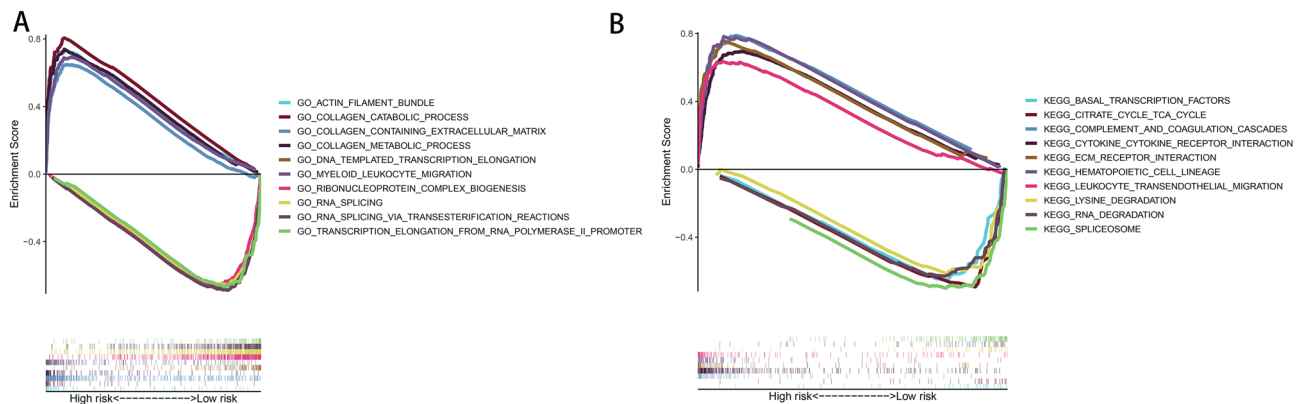 A
Enrichment Score
0.8
0.4
0.0
−0.4
GO_ACTIN_FILAMENT_BUNDLE
GO_COLLAGEN_CATABOLIC_PROCESS
GO_COLLAGEN_CONTAINING_EXTRACELLULAR_MATRIX
GO_COLLAGEN_METABOLIC_PROCESS
GO_DNA_TEMPLATED_TRANSCRIPTION_ELONGATION
GO_MYELOID_LEUKOCYTE_MIGRATION
GO_RIBONUCLEOPROTEIN_COMPLEX_BIOGENESIS
GO_RNA_SPLICING
GO_RNA_SPLICING_VIA_TRANSESTERIFICATION_REACTIONS
GO_TRANSCRIPTION_ELONGATION_FROM_RNA_POLYMERASE_II_PROMOTER
High risk<------------>Low risk
B
Enrichment Score
0.8
0.4
0.0
−0.4
KEGG_BASAL_TRANSCRIPTION_FACTORS
KEGG_CITRATE_CYCLE_TCA_CYCLE
KEGG_COMPLEMENT_AND_COAGULATION_CASCADES
KEGG_CYTOKINE_CYTOKINE_RECEPTOR_INTERACTION
KEGG_ECM_RECEPTOR_INTERACTION
KEGG_HEMATOPOIETIC_CELL_LINEAGE
KEGG_LEUKOCYTE_TRANSENDOTHELIAL_MIGRATION
KEGG_LYSINE_DEGRADATION
KEGG_RNA_DEGRADATION
KEGG_SPLICEOSOME
High risk<------------>Low risk